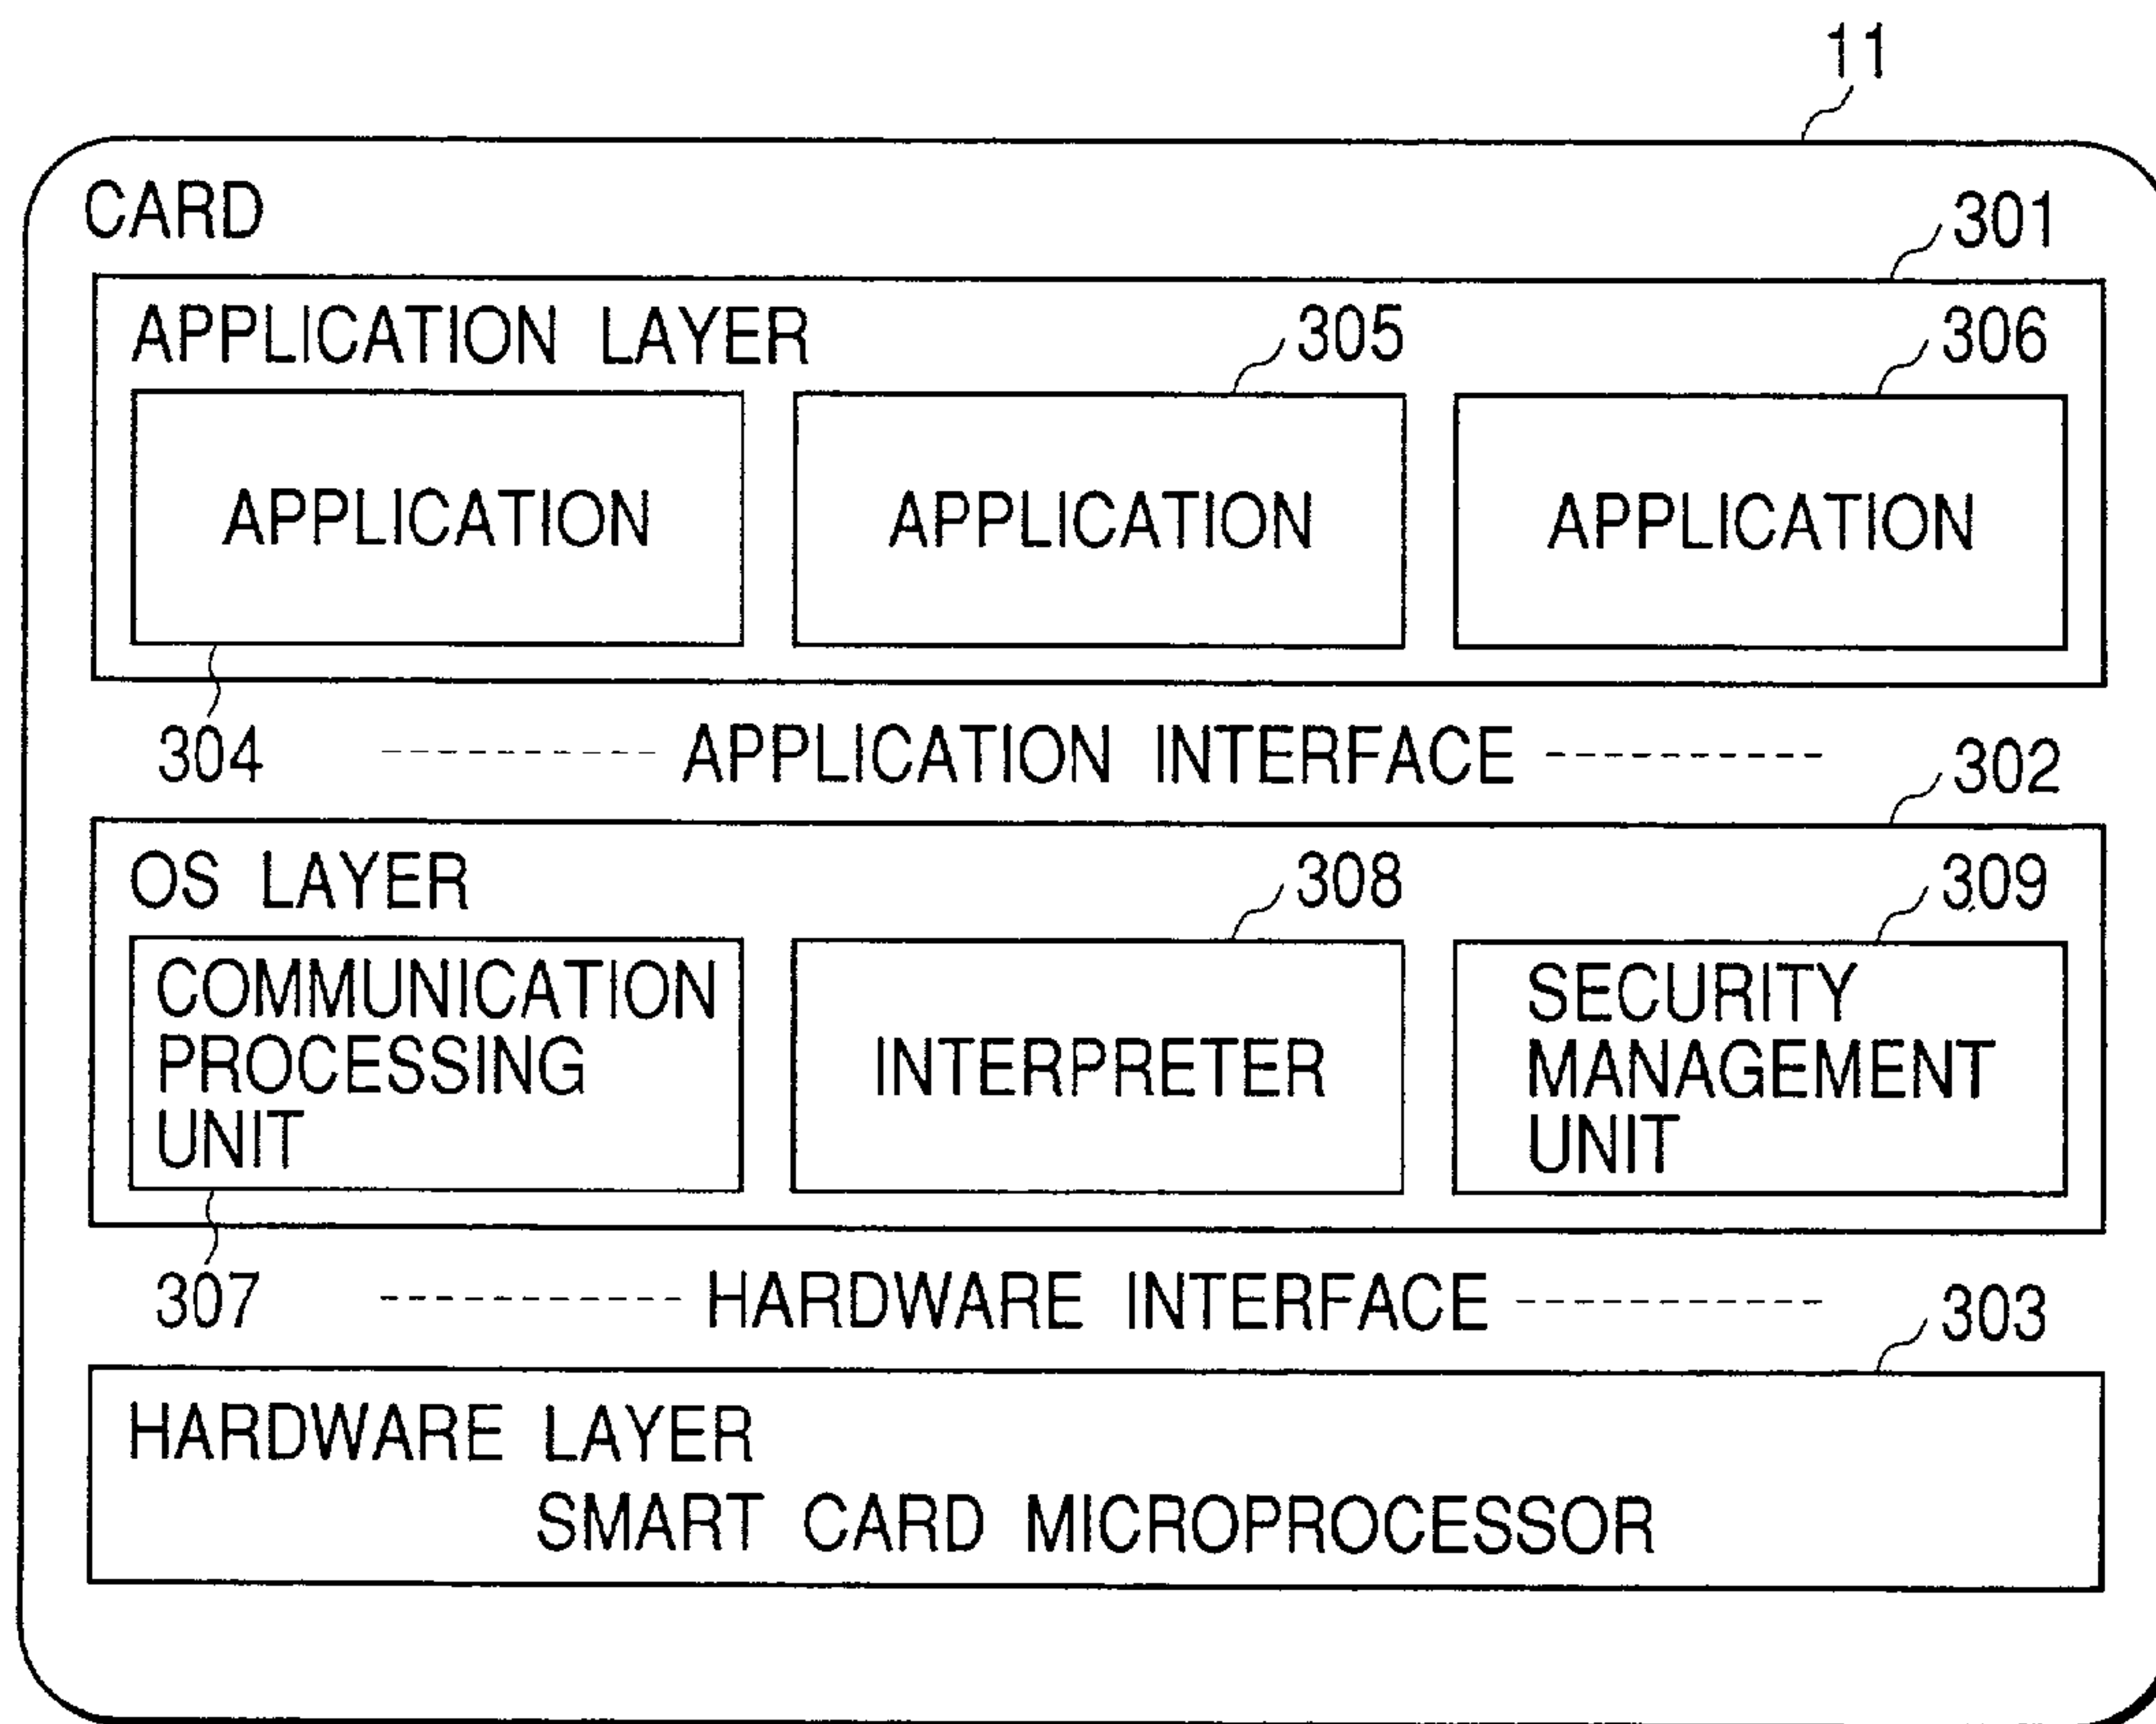 11
CARD
301
APPLICATION LAYER
305
306
APPLICATION
APPLICATION
APPLICATION
304
APPLICATION INTERFACE
302
OS LAYER
308
309
COMMUNICATION
PROCESSING
UNIT
INTERPRETER
SECURITY
MANAGEMENT
UNIT
307
HARDWARE INTERFACE
303
HARDWARE LAYER
SMART CARD MICROPROCESSOR